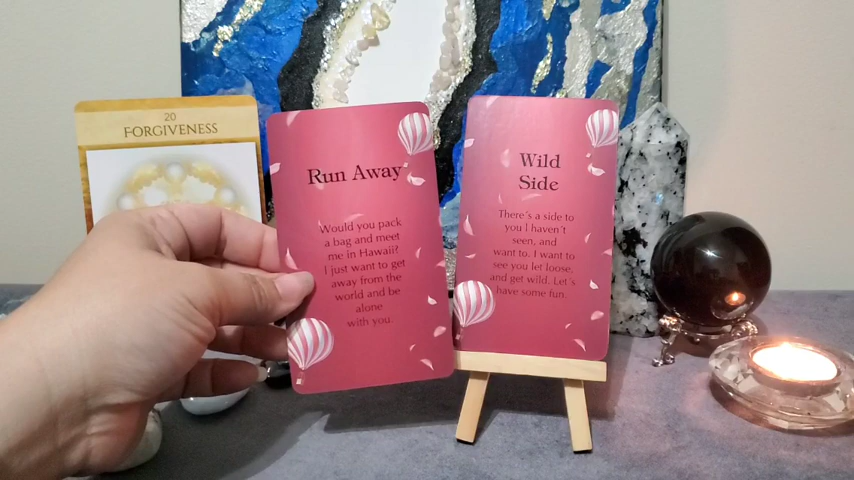 20
FORGIVENESS
Run Away
Would you pack
a bag and meet
me in Hawaii?
I just want to get
away from the
world and be
alone
with you.
Wild
Side
There's a side to
you I haven't
seen, and
want to. I want to
see you let loose,
and get wild. Let's
have some fun.